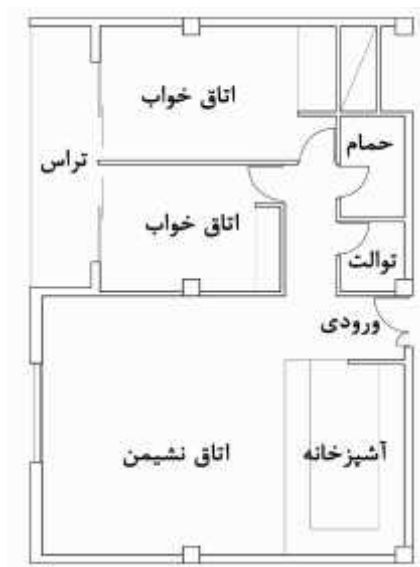 اتاق خواب
حمام
تراس
اتاق خواب
توالت
ورودی
آشپزخانه
اتاق نشیمن